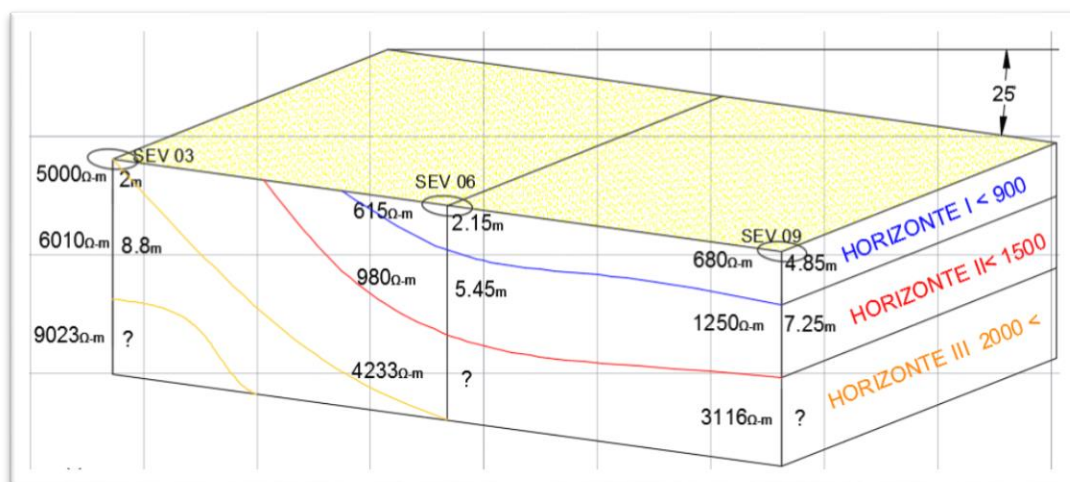 25
SEV 03
5000Ω-m 2m
SEV 06
615Ω-m 2.15m
SEV 09
6010Ω-m 8.8m
680Ω-m 4.85m
HORIZONTE I < 900
980Ω-m 5.45m
1250Ω-m 7.25m
HORIZONTE II< 1500
9023Ω-m ?
4233Ω-m ?
3116Ω-m ?
HORIZONTE III 2000 <